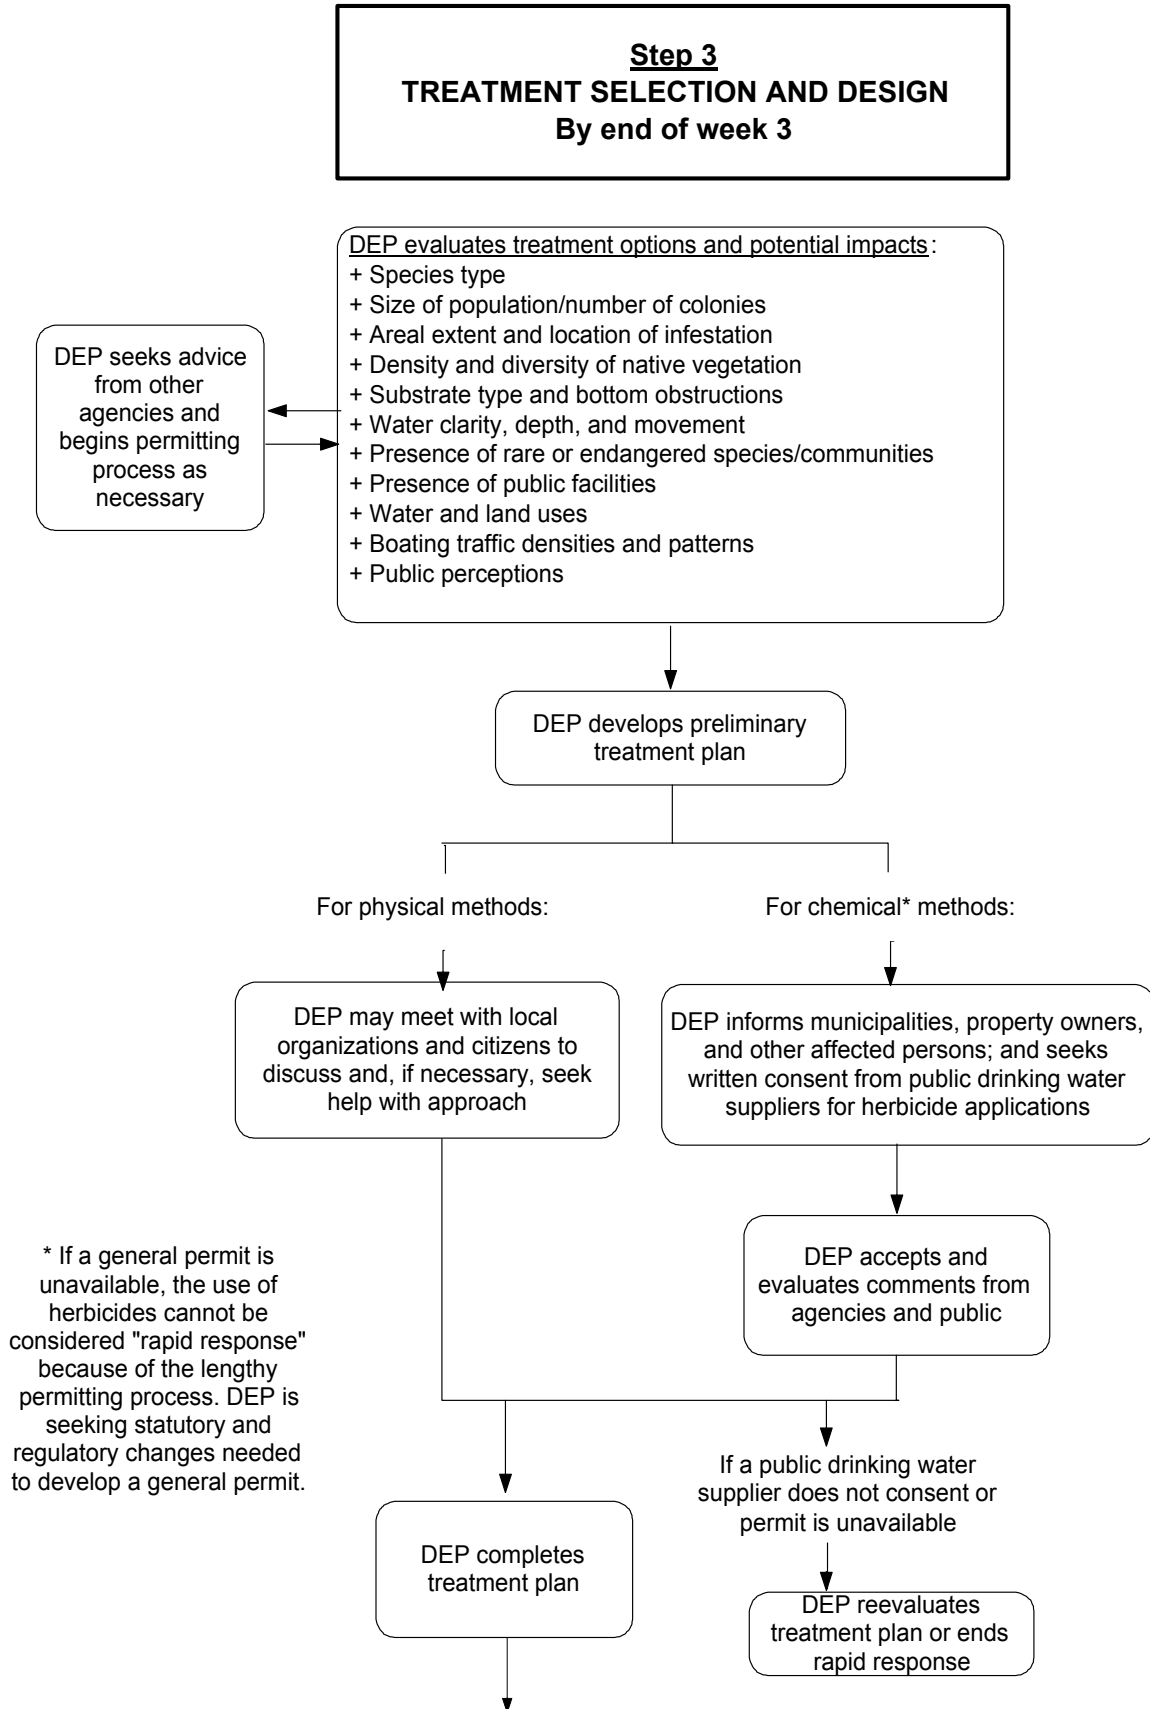 Step 3
TREATMENT SELECTION AND DESIGN
By end of week 3
DEP evaluates treatment options and potential impacts:
+ Species type
+ Size of population/number of colonies
+ Areal extent and location of infestation
+ Density and diversity of native vegetation
+ Substrate type and bottom obstructions
+ Water clarity, depth, and movement
+ Presence of rare or endangered species/communities
+ Presence of public facilities
+ Water and land uses
+ Boating traffic densities and patterns
+ Public perceptions
DEP seeks advice
from other
agencies and
begins permitting
process as
necessary
DEP develops preliminary
treatment plan
For physical methods:
For chemical* methods:
DEP may meet with local
organizations and citizens to
discuss and, if necessary, seek
help with approach
DEP informs municipalities, property owners,
and other affected persons; and seeks
written consent from public drinking water
suppliers for herbicide applications
DEP accepts and
evaluates comments from
agencies and public
* If a general permit is
unavailable, the use of
herbicides cannot be
considered "rapid response"
because of the lengthy
permitting process. DEP is
seeking statutory and
regulatory changes needed
to develop a general permit.
If a public drinking water
supplier does not consent or
permit is unavailable
DEP completes
treatment plan
DEP reevaluates
treatment plan or ends
rapid response